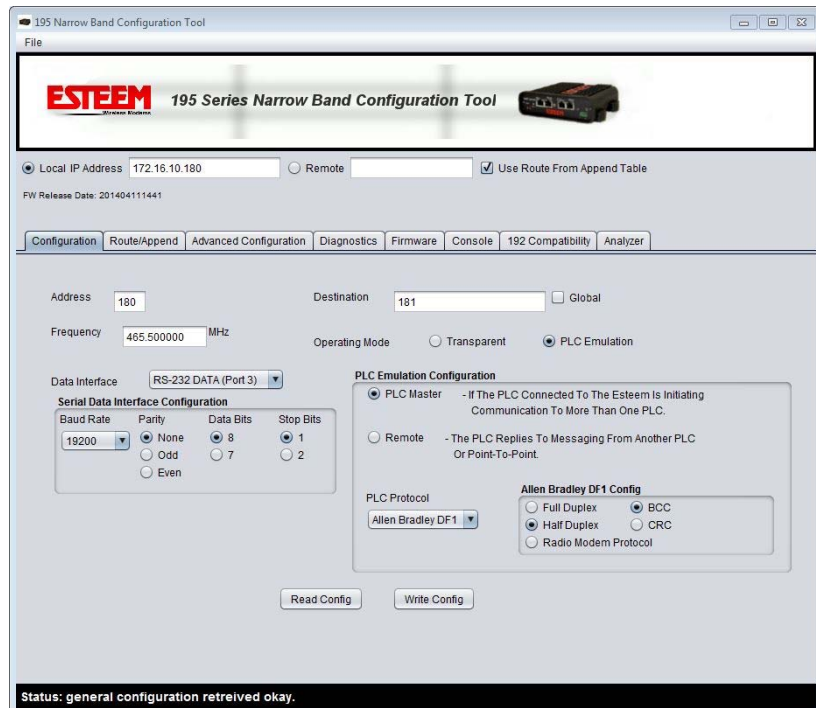 195 Narrow Band Configuration Tool
File
ESTEEM
Wireless Modems
195 Series Narrow Band Configuration Tool
Local IP Address 172.16.10.180 Remote Use Route From Append Table
FW Release Date: 201404111441
Configuration Route/Append Advanced Configuration Diagnostics Firmware Console 192 Compatibility Analyzer
Address 180 Destination 181 Global
Frequency 465.500000 MHz Operating Mode Transparent PLC Emulation
Data Interface RS-232 DATA (Port 3)
Serial Data Interface Configuration
Baud Rate Parity Data Bits Stop Bits
19200 None 8 1
Odd 7 2
Even
PLC Emulation Configuration
PLC Master - If The PLC Connected To The Esteem Is Initiating
Communication To More Than One PLC.
Remote - The PLC Replies To Messaging From Another PLC
Or Point-To-Point.
PLC Protocol
Allen Bradley DF1
Allen Bradley DF1 Config
Full Duplex BCC
Half Duplex CRC
Radio Modem Protocol
Read Config Write Config
Status: general configuration retreived okay.